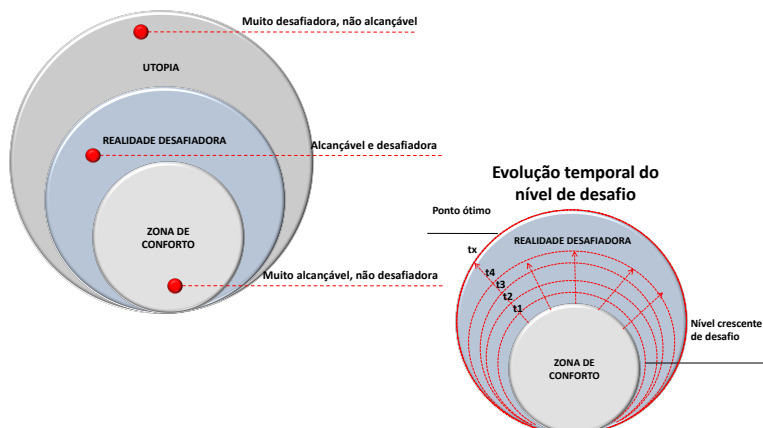 Muito desafiadora, não alcançável
UTOPIA
REALIDADE DESAFIADORA
Alcançável e desafiadora
ZONA DE
CONFORTO
Muito alcançável, não desafiadora
Evolução temporal do
nível de desafio
Ponto ótimo
REALIDADE DESAFIADORA
tx
t4
t3
t2
t1
Nível crescente
de desafio
ZONA DE
CONFORTO